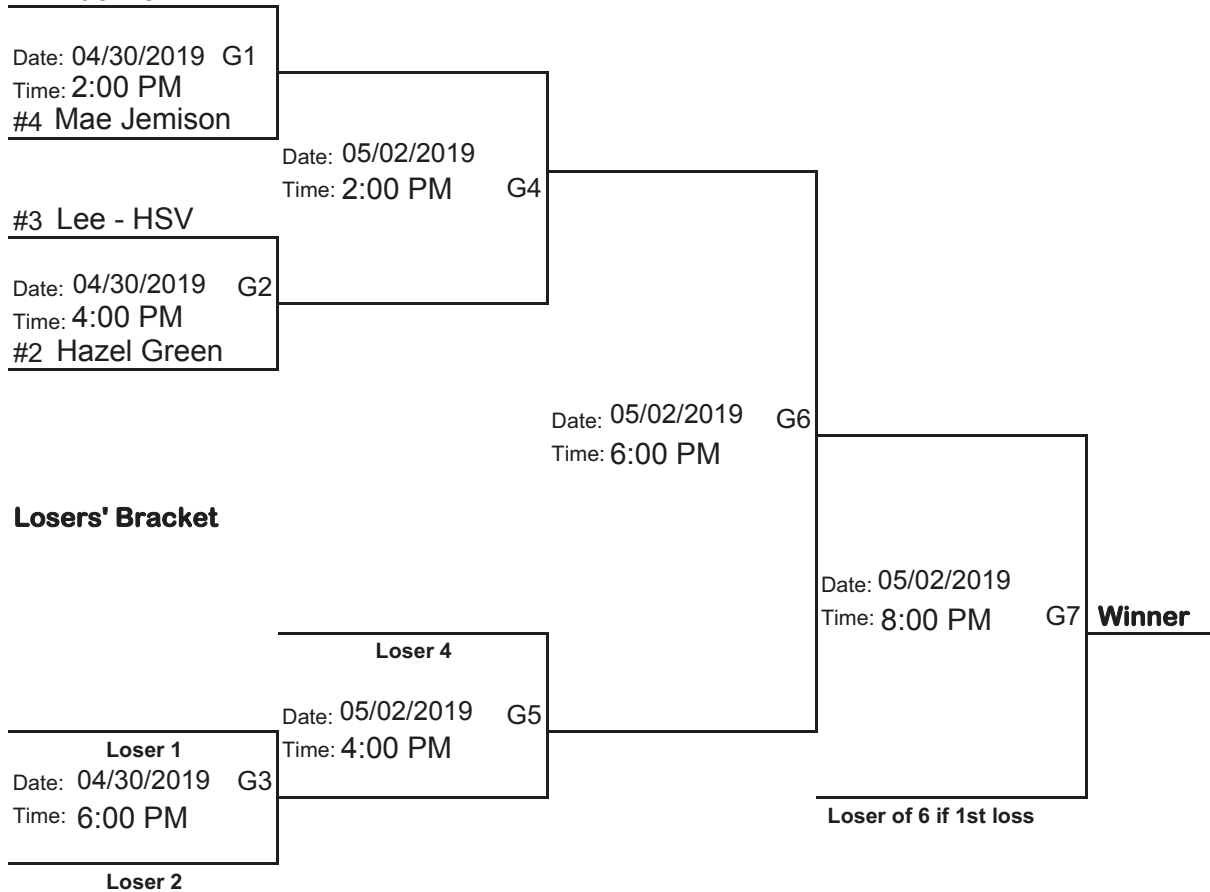 Date: 04/30/2019 G1
Time: 2:00 PM
#4 Mae Jemison
Date: 05/02/2019
Time: 2:00 PM G4
#3 Lee - HSV
Date: 04/30/2019 G2
Time: 4:00 PM
#2 Hazel Green
Date: 05/02/2019 G6
Time: 6:00 PM
Losers' Bracket
Date: 05/02/2019
Time: 8:00 PM G7 Winner
Loser 4
Date: 05/02/2019 G5
Time: 4:00 PM
Loser 1
Date: 04/30/2019 G3
Time: 6:00 PM
Loser of 6 if 1st loss
Loser 2